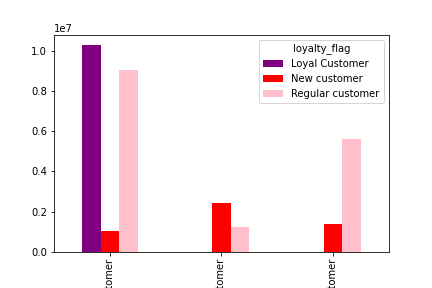 1e7
1.0
0.8
0.6
0.4
0.2
0.0
loyalty_flag
Loyal Customer
New customer
Regular customer
tomer
tomer
tomer